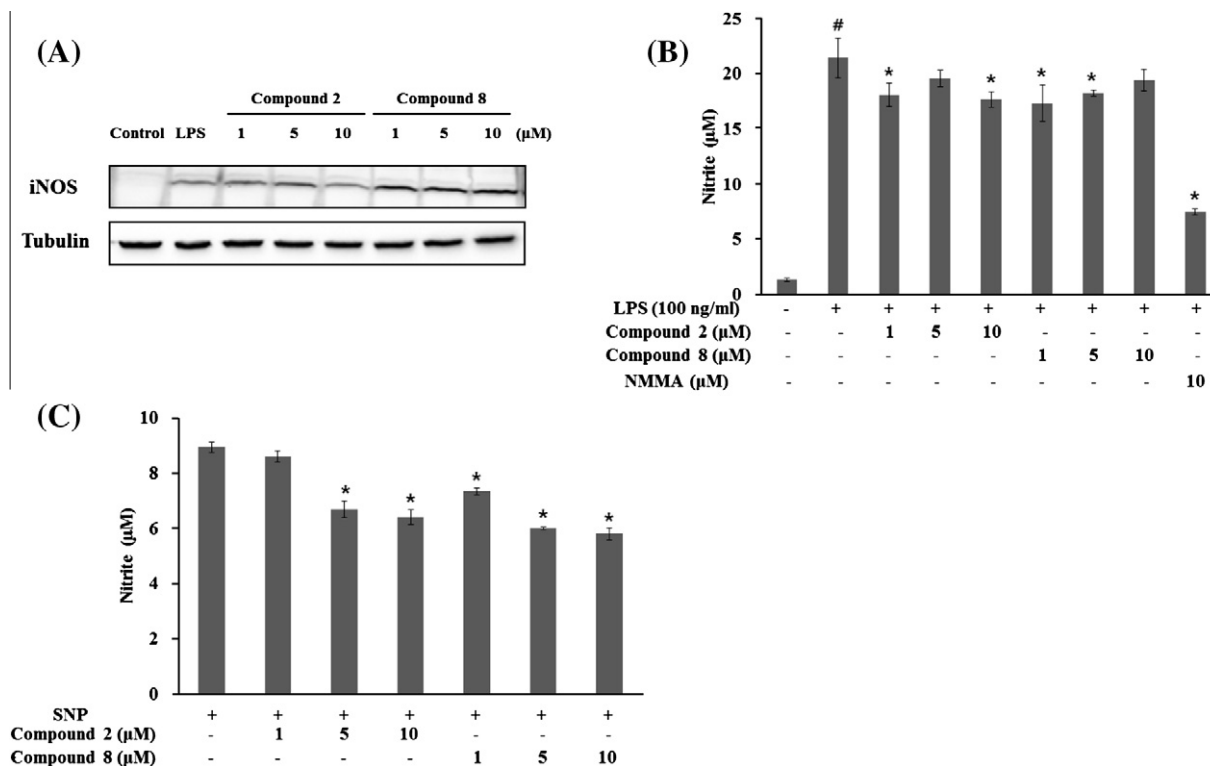 (A)
Compound 2 Compound 8
Control LPS 1 5 10 1 5 10 (μM)
iNOS
Tubulin
(B)
25
20
15
10
5
0
Nitrite (μM)
# * * * * *
LPS (100 ng/ml) - + + + + + + + +
Compound 2 (μM) - - 1 5 10 - - - -
Compound 8 (μM) - - - - - 1 5 10 -
NMMA (μM) - - - - - - - - 10
(C)
10
8
6
4
2
0
Nitrite (μM)
* * * * *
SNP + + + + + + +
Compound 2 (μM) - 1 5 10 - - -
Compound 8 (μM) - - - - 1 5 10